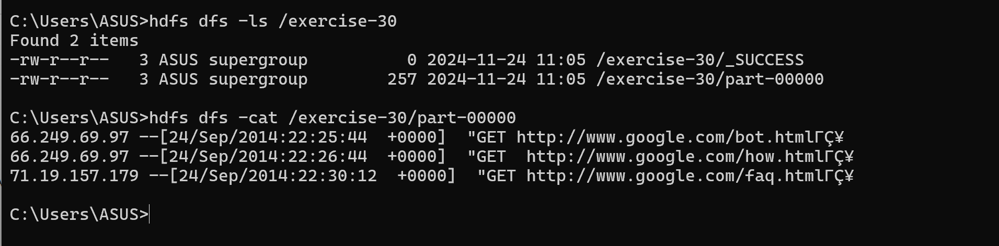 C:\Users\ASUS>hdfs dfs -ls /exercise-30
Found 2 items
-rw-r--r--   3 ASUS supergroup          0 2024-11-24 11:05 /exercise-30/_SUCCESS
-rw-r--r--   3 ASUS supergroup        257 2024-11-24 11:05 /exercise-30/part-00000
C:\Users\ASUS>hdfs dfs -cat /exercise-30/part-00000
66.249.69.97 --[24/Sep/2014:22:25:44  +0000]  "GET http://www.google.com/bot.htmlΓÇ¥
66.249.69.97 --[24/Sep/2014:22:26:44  +0000]  "GET  http://www.google.com/how.htmlΓÇ¥
71.19.157.179 --[24/Sep/2014:22:30:12  +0000]  "GET http://www.google.com/faq.htmlΓÇ¥
C:\Users\ASUS>